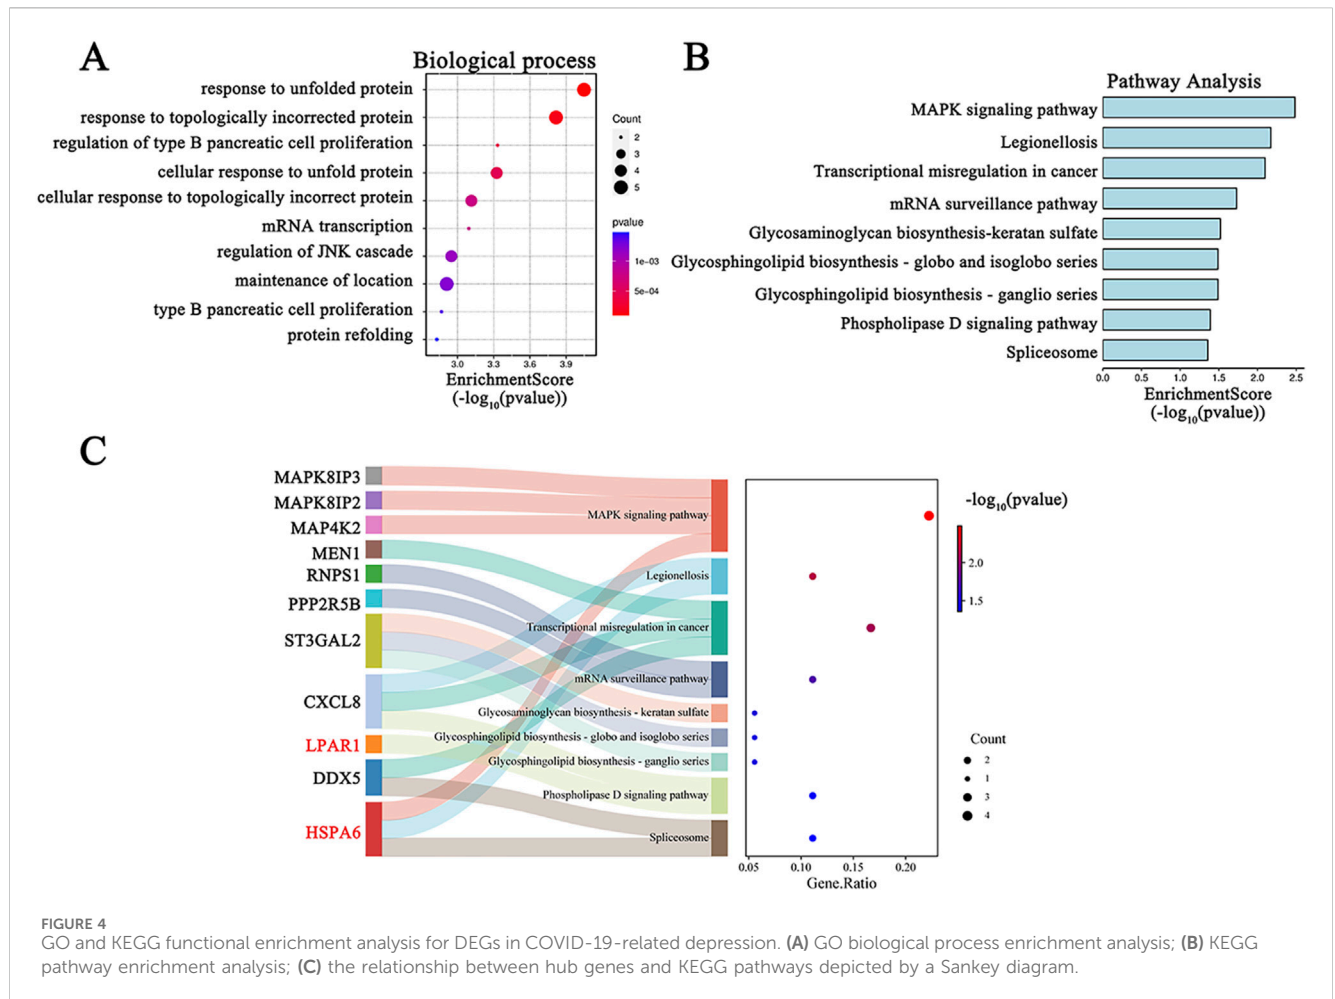 A
Biological process
response to unfolded protein
response to topologically incorrected protein
regulation of type B pancreatic cell proliferation
cellular response to unfold protein
cellular response to topologically incorrect protein
mRNA transcription
regulation of JNK cascade
maintenance of location
type B pancreatic cell proliferation
protein refolding
3.0 3.3 3.6 3.9
EnrichmentScore
(-log10(pvalue))
Count
2
3
4
5
pvalue
1e-03
5e-04
B
Pathway Analysis
MAPK signaling pathway
Legionellosis
Transcriptional misregulation in cancer
mRNA surveillance pathway
Glycosaminoglycan biosynthesis-keratan sulfate
Glycosphingolipid biosynthesis - globo and isoglobo series
Glycosphingolipid biosynthesis - ganglio series
Phospholipase D signaling pathway
Spliceosome
0.0 0.5 1.0 1.5 2.0 2.5
EnrichmentScore
(-log10(pvalue))
C
MAPK8IP3
MAPK8IP2
MAP4K2
MEN1
RNPS1
PPP2R5B
ST3GAL2
CXCL8
LPAR1
DDX5
HSPA6
MAPK signaling pathway
Legionellosis
Transcriptional misregulation in cancer
mRNA surveillance pathway
Glycosaminoglycan biosynthesis - keratan sulfate
Glycosphingolipid biosynthesis - globo and isoglobo series
Glycosphingolipid biosynthesis - ganglio series
Phospholipase D signaling pathway
Spliceosome
0.05 0.10 0.15 0.20
Gene.Ratio
-log10(pvalue)
2.0
1.5
Count
2
1
3
4
FIGURE 4
GO and KEGG functional enrichment analysis for DEGs in COVID-19-related depression. (A) GO biological process enrichment analysis; (B) KEGG
pathway enrichment analysis; (C) the relationship between hub genes and KEGG pathways depicted by a Sankey diagram.